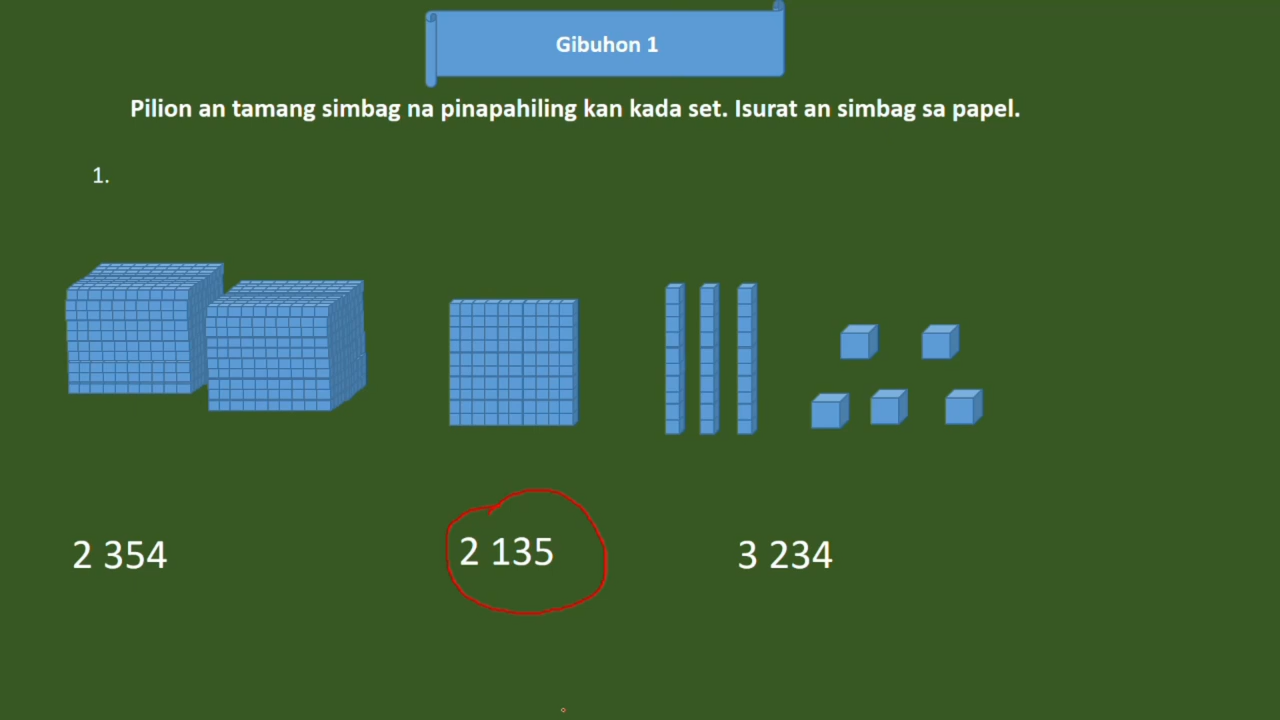 Gibuhon 1
Pilion an tamang simbag na pinapahiling kan kada set. Isurat an simbag sa papel.
1.
2 354
2 135
3 234